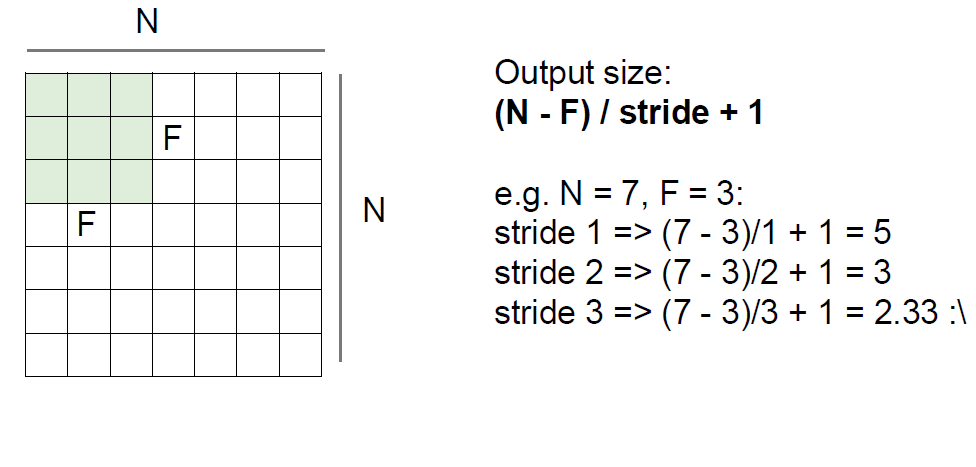 N
F
F
N
Output size:
(N - F) / stride + 1
e.g. N = 7, F = 3:
stride 1 => (7 - 3)/1 + 1 = 5
stride 2 => (7 - 3)/2 + 1 = 3
stride 3 => (7 - 3)/3 + 1 = 2.33 :\